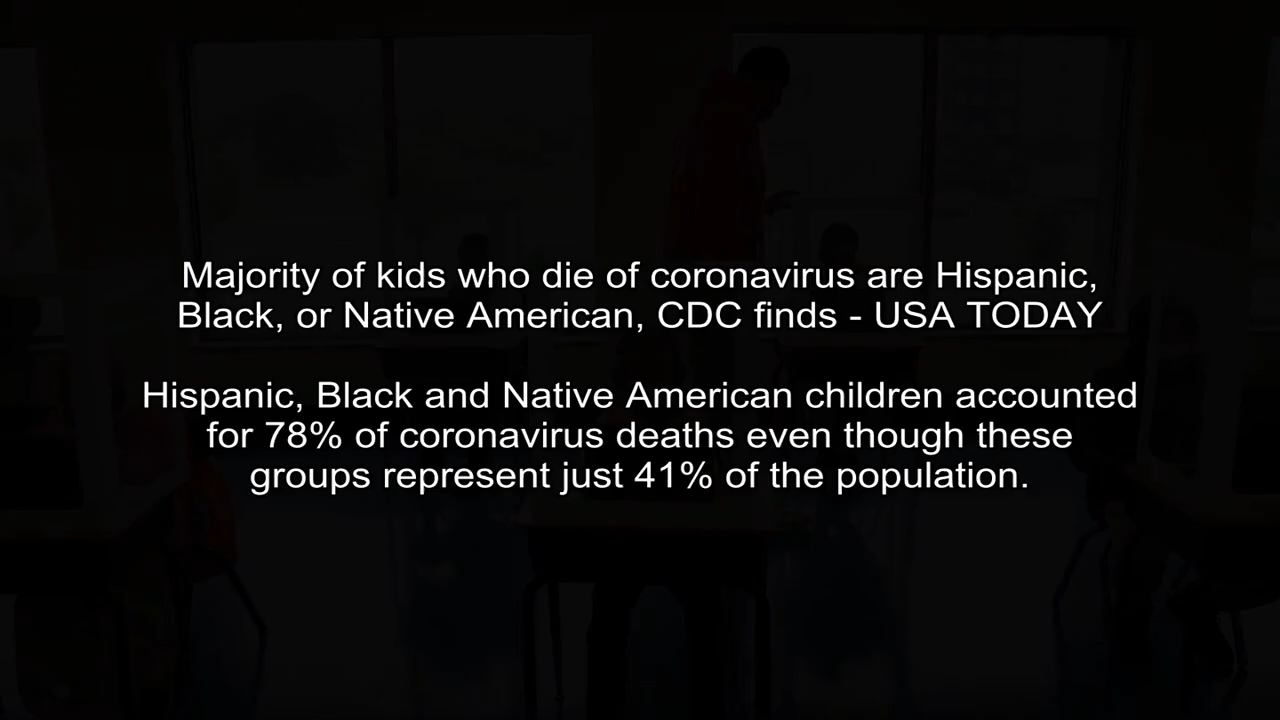 Majority of kids who die of coronavirus are Hispanic,
Black, or Native American, CDC finds - USA TODAY
Hispanic, Black and Native American children accounted
for 78% of coronavirus deaths even though these
groups represent just 41% of the population.